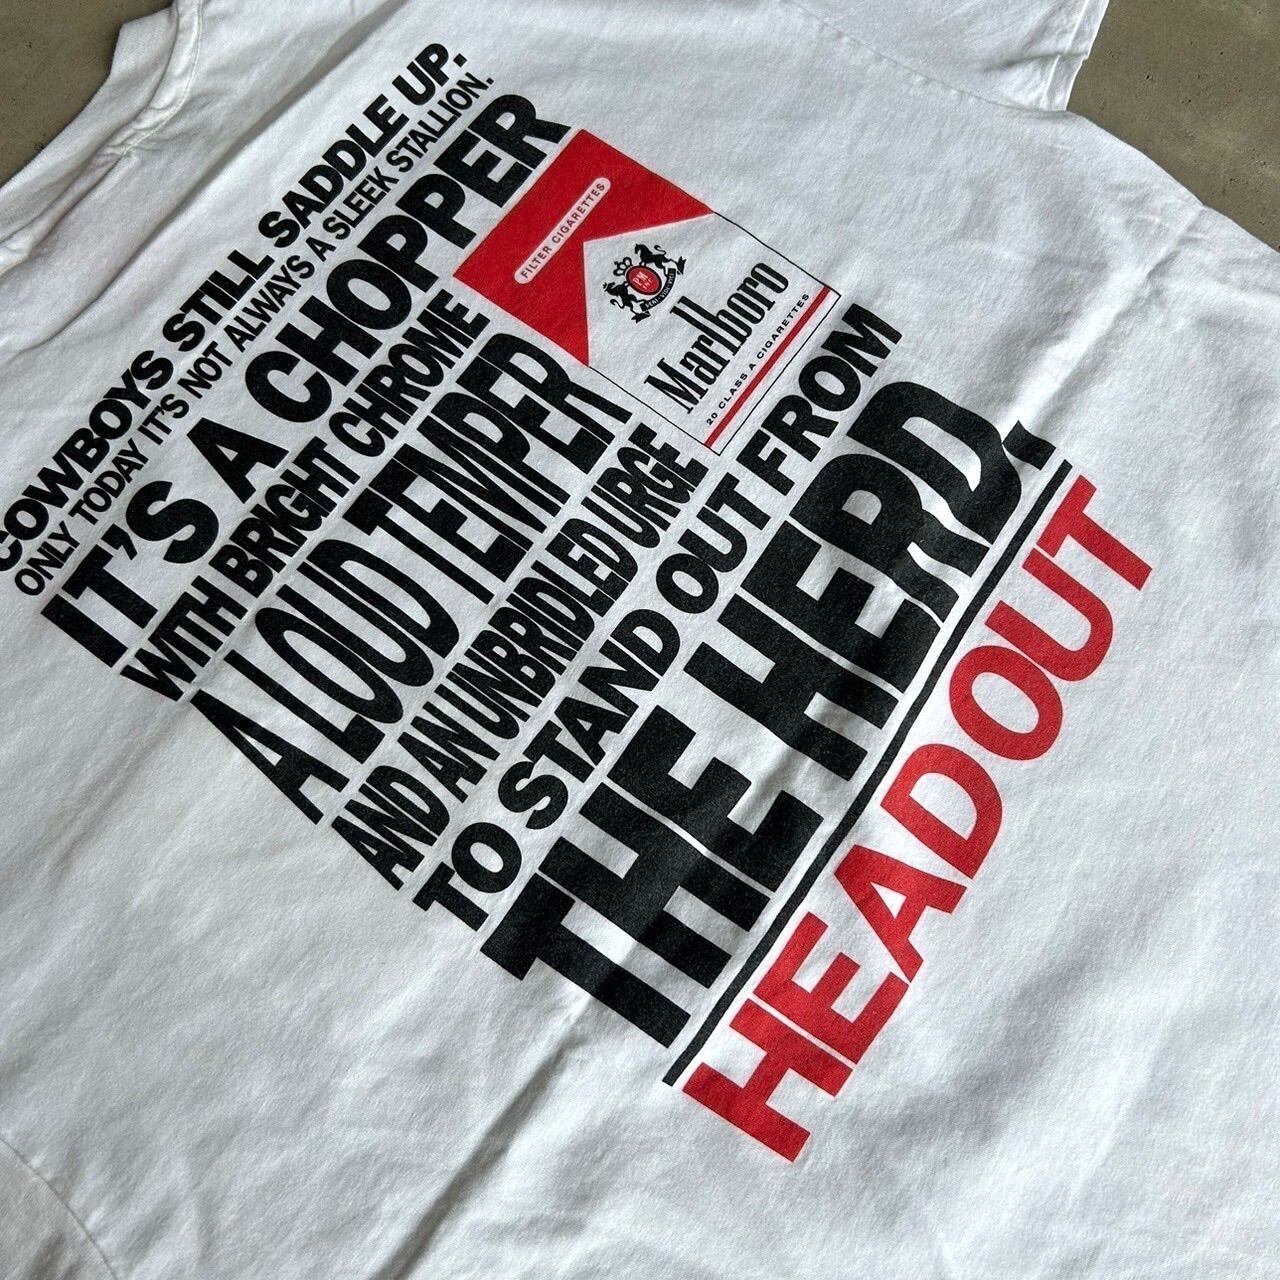 COWBOYS STILL SADDLE UP.
ONLY TODAY IT'S NOT ALWAYS A SLEEK STALLION.
IT'S A CHOPPER
WITH BRIGHT CHROME
A LOUD TEMPER
AND AN UNBRIDLED URGE
TO STAND OUT FROM
THE HERD.
HEAD OUT
FILTER CIGARETTES
PM
Marlboro
20 CLASS A CIGARETTES